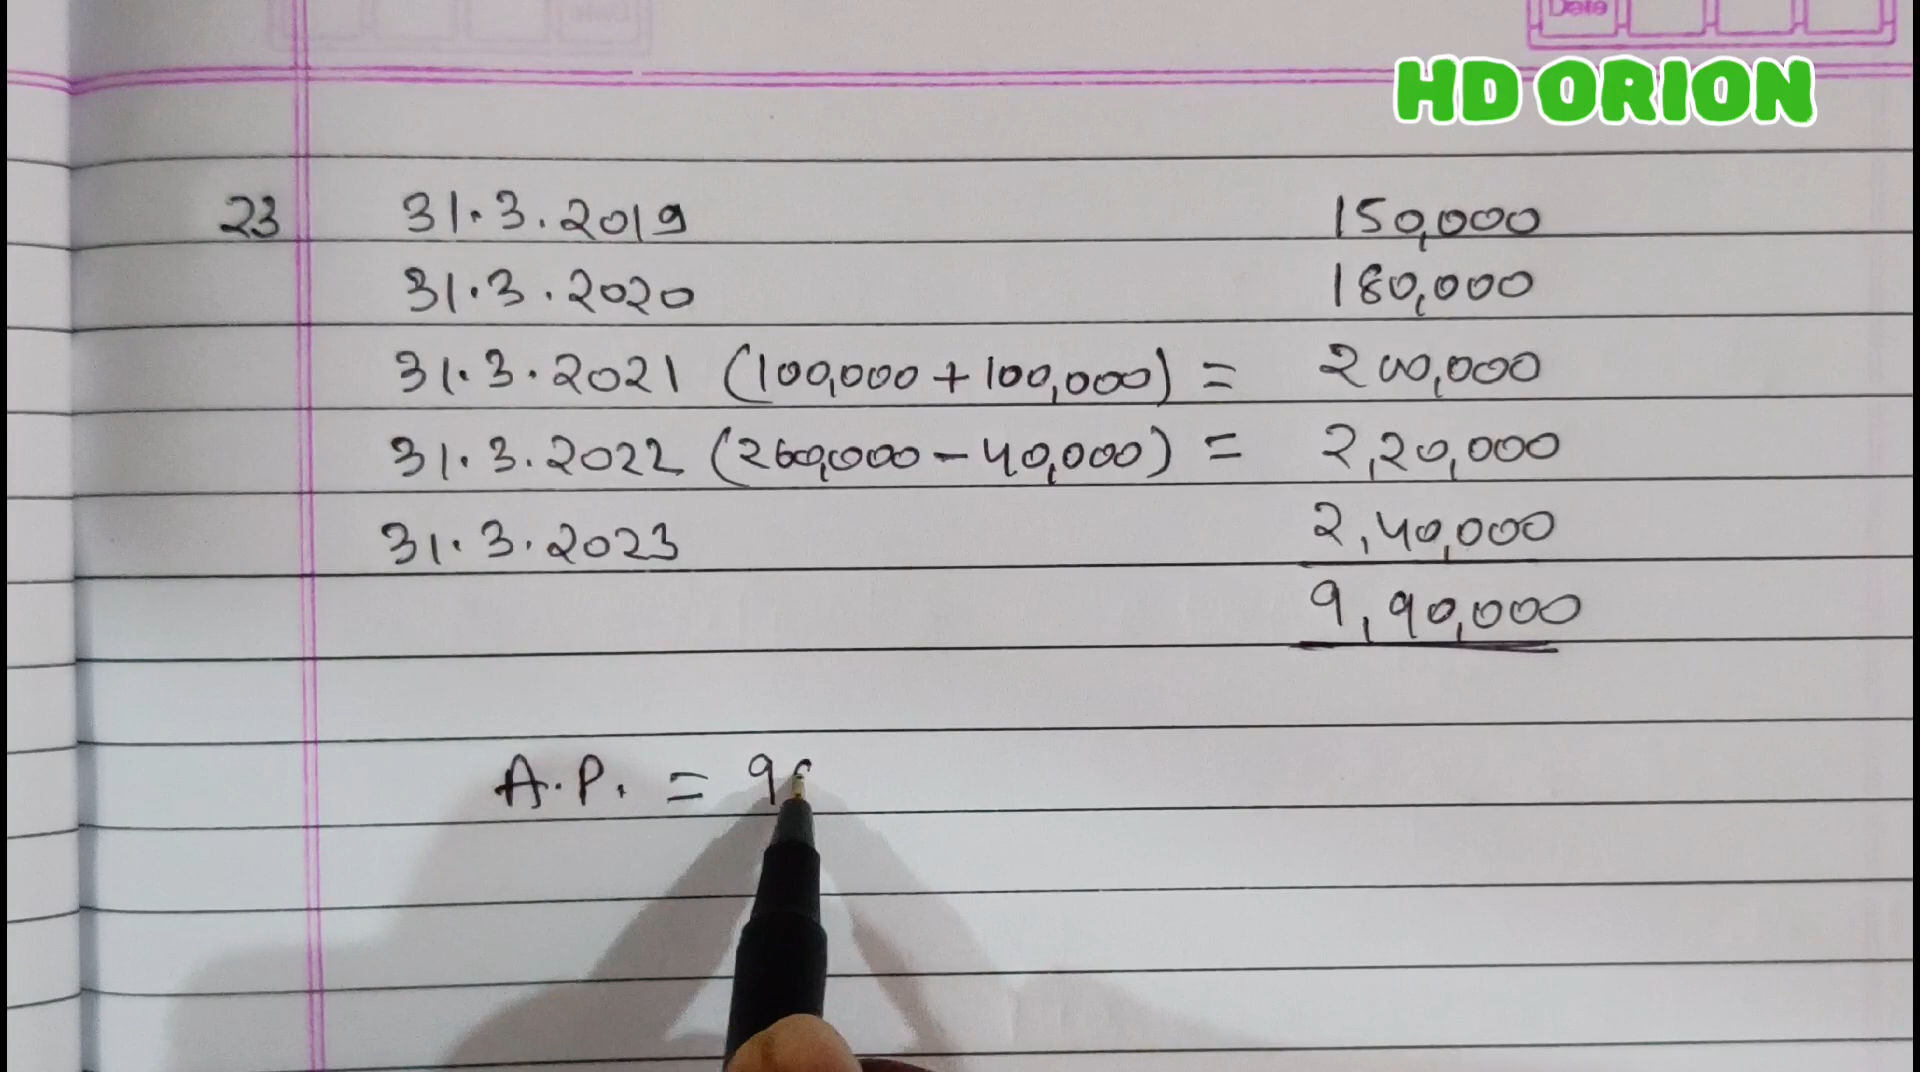 Date
HD ORION
23 31.3.2019 150,000
31.3.2020 180,000
31.3.2021 (100,000 + 100,000) = 200,000
31.3.2022 (260,000 - 40,000) = 2,20,000
31.3.2023 2,40,000
9,90,000
A.P. = 99